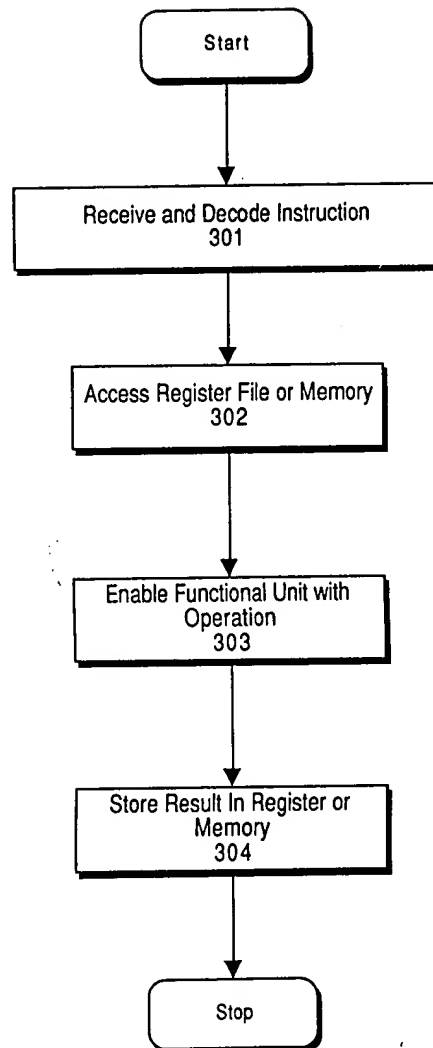 Start
Receive and Decode Instruction
301
Access Register File or Memory
302
Enable Functional Unit with
Operation
303
Store Result In Register or
Memory
304
Stop